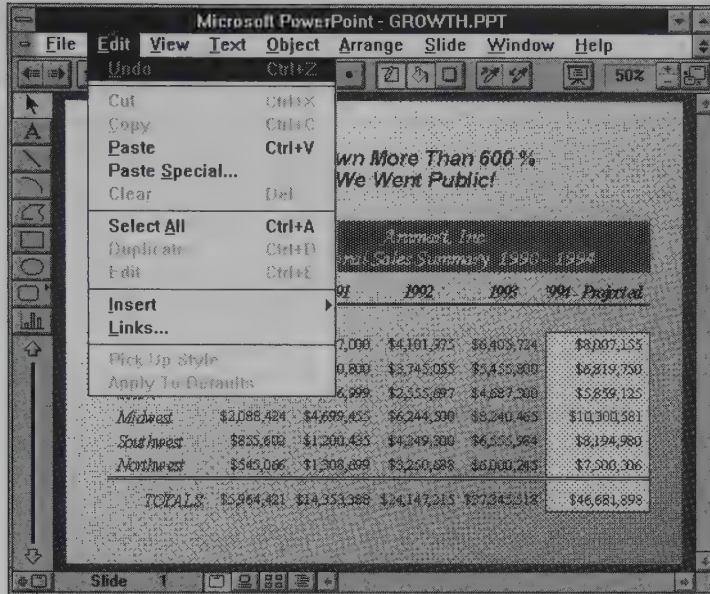 Microsoft PowerPoint - GROWTH.PPT
File Edit View Text Object Arrange Slide Window Help
50%
Undo Ctrl+Z
Cut Ctrl+X
Copy Ctrl+C
Paste Ctrl+V
Paste Special...
Clear Del
Select All Ctrl+A
Duplicate Ctrl+D
Edit Ctrl+E
Insert
Links...
Pick Up Style
Apply To Defaults
A
More Than 600 %
We Went Public!
Sales Summary 1990 - 1994
1992 1993 1994 - Projected
$4,101,975 $6,405,724 $8,007,155
$3,745,055 $5,455,800 $6,819,750
$2,555,697 $4,687,300 $5,859,125
Midwest $2,088,424 $4,699,455 $6,244,500 $8,240,465 $10,300,581
Southwest $855,602 $1,200,435 $4,249,300 $6,555,984 $8,194,980
Northwest $545,066 $1,308,699 $3,250,688 $6,000,245 $7,500,306
TOTALS $5,964,421 $14,353,388 $24,147,215 $37,345,518 $46,681,898
Slide 1